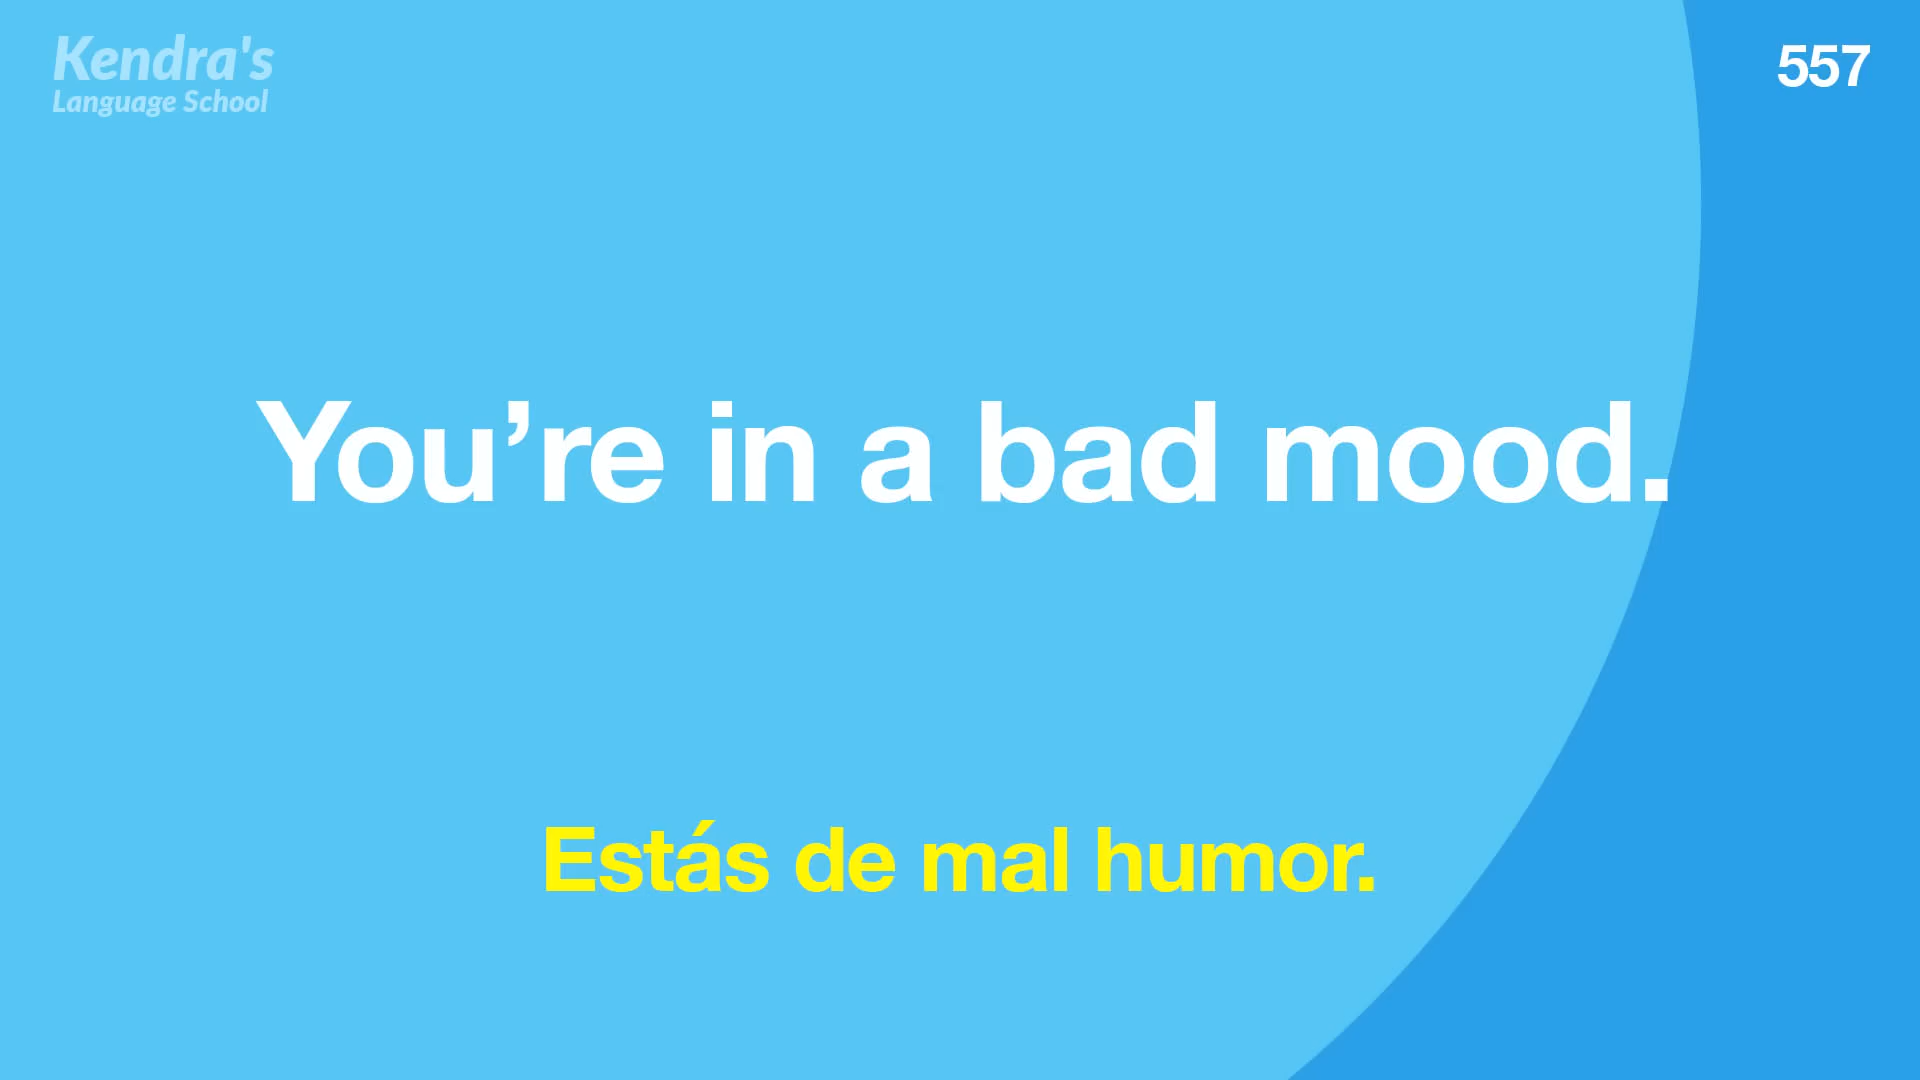 Kendra's
Language School
557
You’re in a bad mood.
Estás de mal humor.